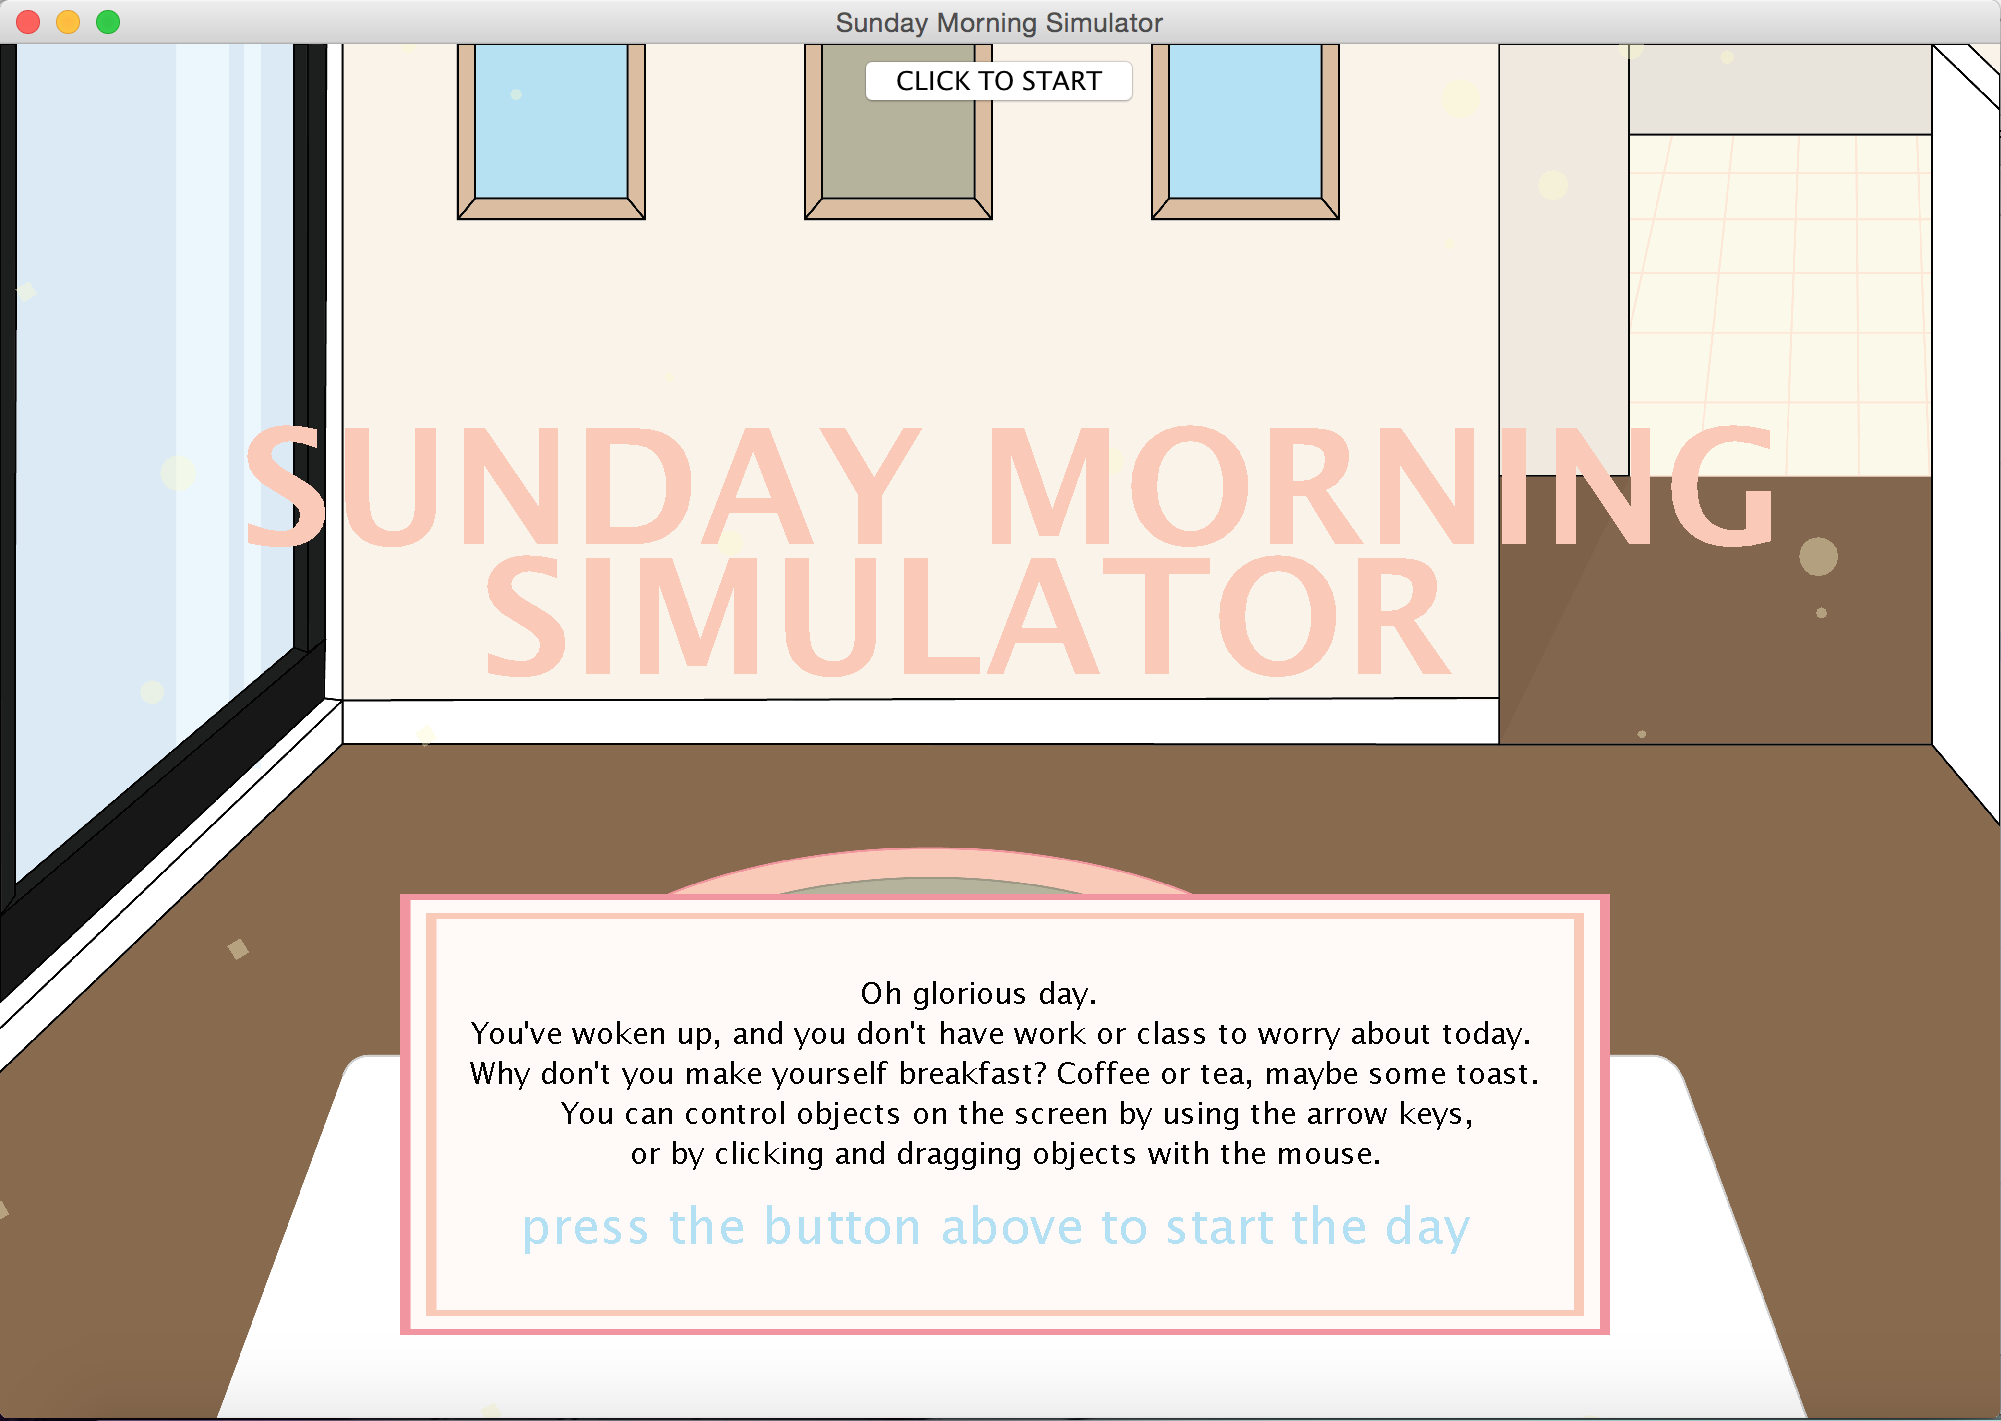 Sunday Morning Simulator
CLICK TO START
SUNDAY MORNING
SIMULATOR
Oh glorious day.
You've woken up, and you don't have work or class to worry about today.
Why don't you make yourself breakfast? Coffee or tea, maybe some toast.
You can control objects on the screen by using the arrow keys,
or by clicking and dragging objects with the mouse.
press the button above to start the day